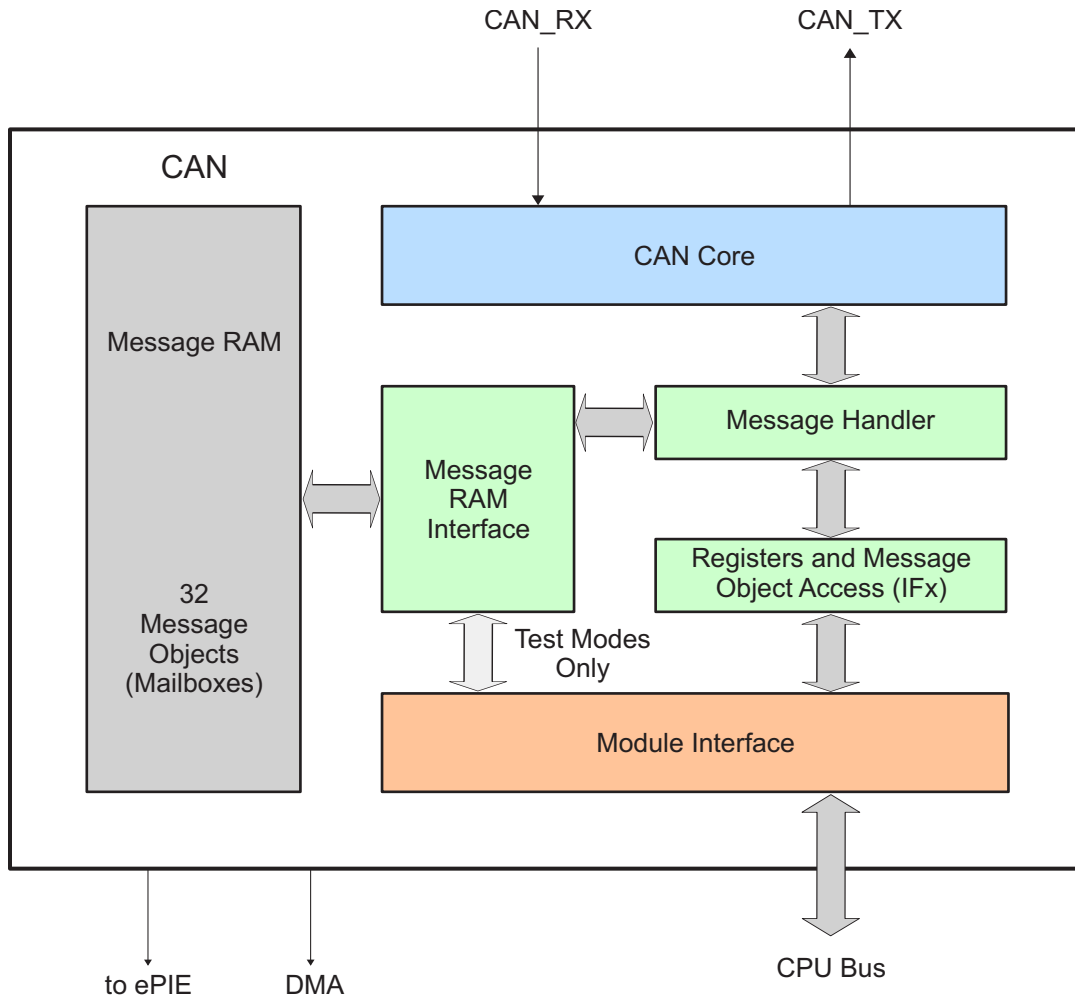 CAN_RX
CAN_TX
CAN
CAN Core
Message RAM
Message Handler
Message
RAM
Interface
Registers and Message
Object Access (IFx)
32
Message
Objects
(Mailboxes)
Test Modes
Only
Module Interface
CPU Bus
to ePIE
DMA